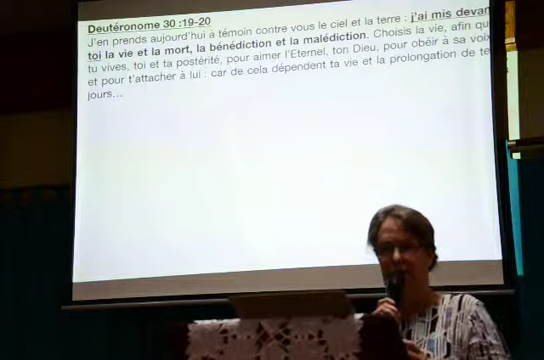 Deutéronome 30 :19-20
J'en prends aujourd'hui à témoin contre vous le ciel et la terre : j'ai mis devan
toi la vie et la mort, la bénédiction et la malédiction. Choisis la vie, afin qu
tu vives, toi et ta postérité, pour aimer l'Eternel, ton Dieu, pour obéir à sa voix
et pour t'attacher à lui : car de cela dépendent ta vie et la prolongation de te
jours…